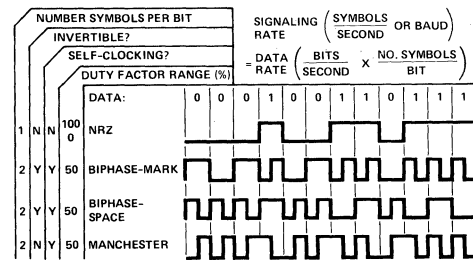 NUMBER SYMBOLS PER BIT
INVERTIBLE?
SELF-CLOCKING?
DUTY FACTOR RANGE (%)
SIGNALING RATE (SYMBOLS/SECOND OR BAUD)
= DATA RATE (BITS/SECOND X NO. SYMBOLS/BIT)
DATA: 0 0 0 1 0 0 1 1 0 1 1 1
1 N N 100 0 NRZ
2 Y Y 50 BIPHASE-MARK
2 Y Y 50 BIPHASE-SPACE
2 N Y 50 MANCHESTER